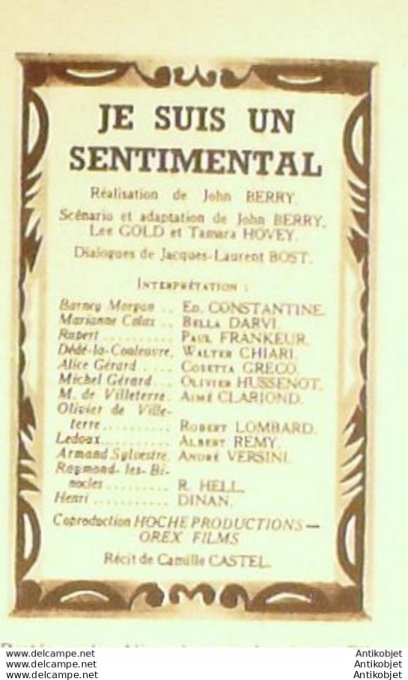 JE SUIS UN
SENTIMENTAL
Réalisation de John BERRY.
Scénario et adaptation de John BERRY,
Lee GOLD et Tamara HOVEY.
Dialogues de Jacques-Laurent BOST.
INTERPRÉTATION :
Barney Morgan .. ED. CONSTANTINE.
Marianne Colas .. BELLA DARVI.
Rupert .......... PAUL FRANKEUR.
Dédé-la-Couleuvre, WALTER CHIARI.
Alice Gérard .... COSETTA GRECO.
Michel Gérard... OLIVIER HUSSENOT.
M. de Villeterre. AIMÉ CLARIOND.
Olivier de Ville-
terre.......... ROBERT LOMBARD.
Ledoux.......... ALBERT REMY.
Armand Sylvestre, ANDRÉ VERSINI.
Raymond-les-Bi-
nocles ........ R. HELL.
Henri .......... DINAN.
Coproduction HOCHE PRODUCTIONS —
OREX FILMS
Récit de Camille CASTEL.
www.delcampe.net
Antikobjet
www.delcampe.net
Antikobjet